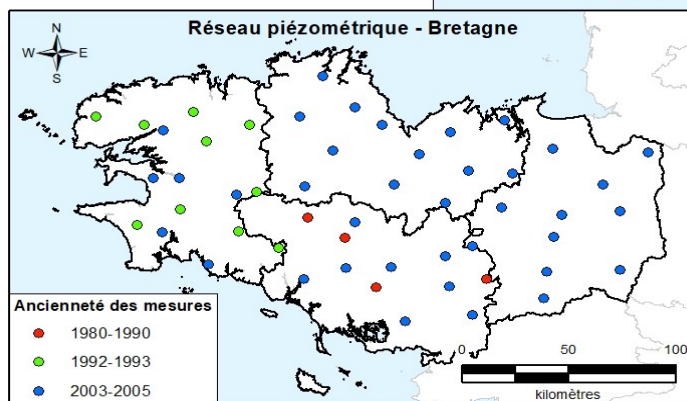 Réseau piézométrique - Bretagne
N
W E
S
Ancienneté des mesures
1980-1990
1992-1993
2003-2005
0 50 100
kilomètres